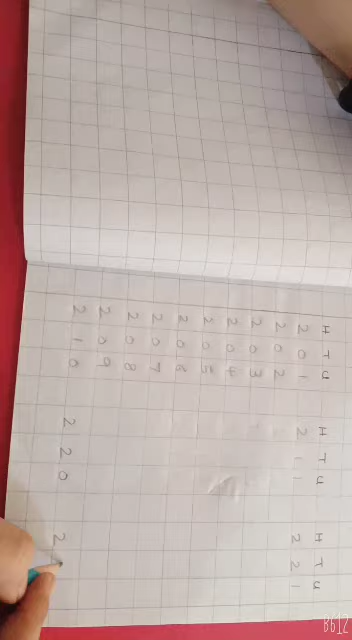 H T U H T U H T U
2 0 1 2 1 1 2 2 1
2 0 2
2 0 3
2 0 4
2 0 5
2 0 6
2 0 7
2 0 8
2 0 9
2 1 0 2 2 0 2
B612